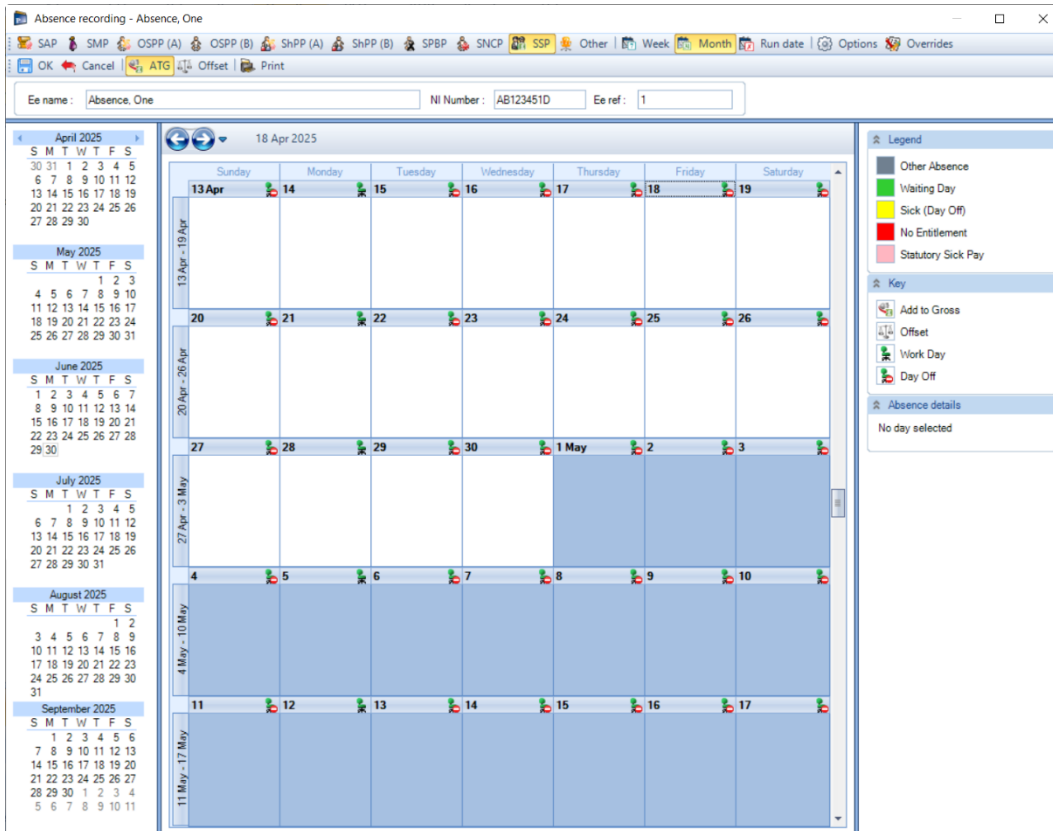 Absence recording - Absence, One
SAP SMP OSPP (A) OSPP (B) ShPP (A) ShPP (B) SPBP SNCP SSP Other Week Month Run date Options Overrides
OK Cancel ATG Offset Print
Ee name : Absence, One NI Number : AB123451D Ee ref : 1
April 2025
S M T W T F S
30 31 1 2 3 4 5
6 7 8 9 10 11 12
13 14 15 16 17 18 19
20 21 22 23 24 25 26
27 28 29 30
May 2025
S M T W T F S
1 2 3
4 5 6 7 8 9 10
11 12 13 14 15 16 17
18 19 20 21 22 23 24
25 26 27 28 29 30 31
June 2025
S M T W T F S
1 2 3 4 5 6 7
8 9 10 11 12 13 14
15 16 17 18 19 20 21
22 23 24 25 26 27 28
29 30
July 2025
S M T W T F S
1 2 3 4 5
6 7 8 9 10 11 12
13 14 15 16 17 18 19
20 21 22 23 24 25 26
27 28 29 30 31
August 2025
S M T W T F S
1 2
3 4 5 6 7 8 9
10 11 12 13 14 15 16
17 18 19 20 21 22 23
24 25 26 27 28 29 30
31
September 2025
S M T W T F S
1 2 3 4 5 6
7 8 9 10 11 12 13
14 15 16 17 18 19 20
21 22 23 24 25 26 27
28 29 30 1 2 3 4
5 6 7 8 9 10 11
18 Apr 2025
Sunday Monday Tuesday Wednesday Thursday Friday Saturday
13 Apr 14 15 16 17 18 19
13 Apr - 19 Apr
20 21 22 23 24 25 26
20 Apr - 26 Apr
27 28 29 30 1 May 2 3
27 Apr - 3 May
4 5 6 7 8 9 10
4 May - 10 May
11 12 13 14 15 16 17
11 May - 17 May
Legend
Other Absence
Waiting Day
Sick (Day Off)
No Entitlement
Statutory Sick Pay
Key
Add to Gross
Offset
Work Day
Day Off
Absence details
No day selected